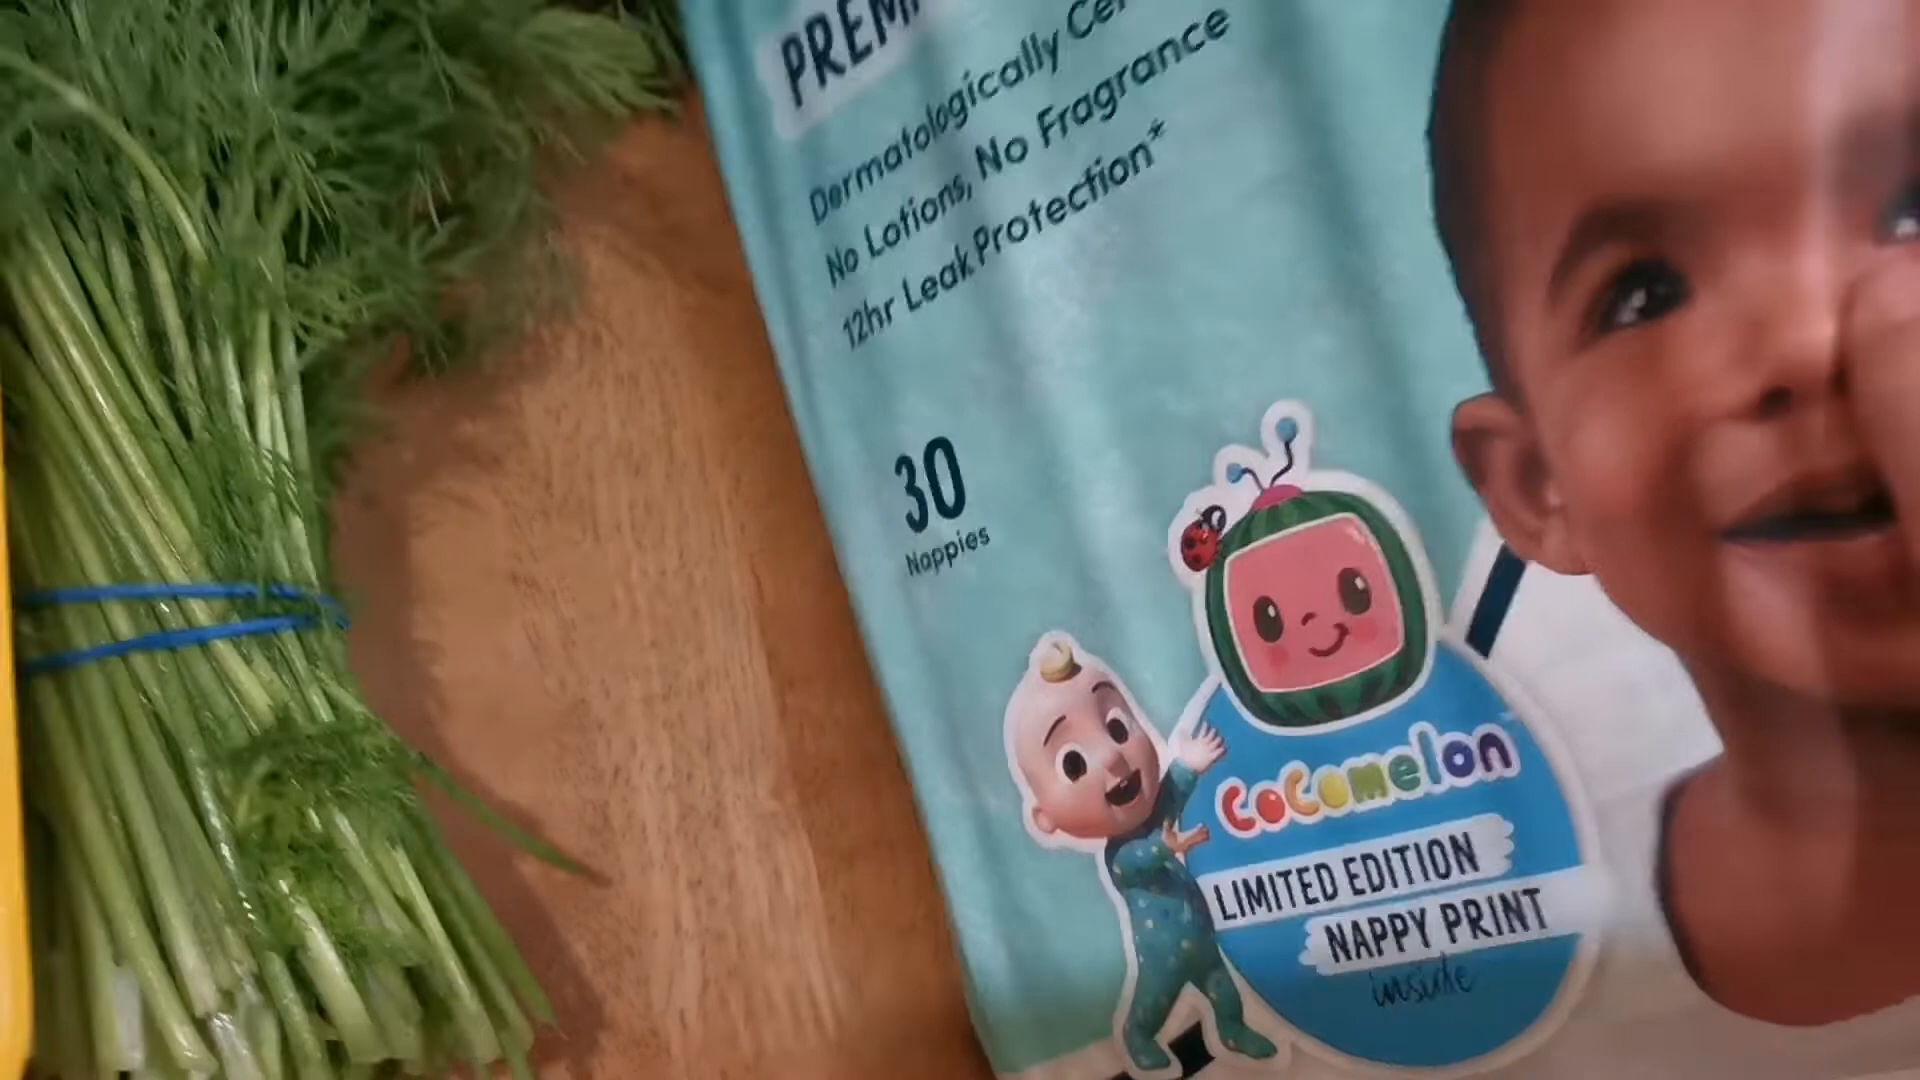 Dermatologically
No Lotions, No Fragrance
12hr Leak Protection*
30
Nappies
CoComelon
LIMITED EDITION
NAPPY PRINT
inside